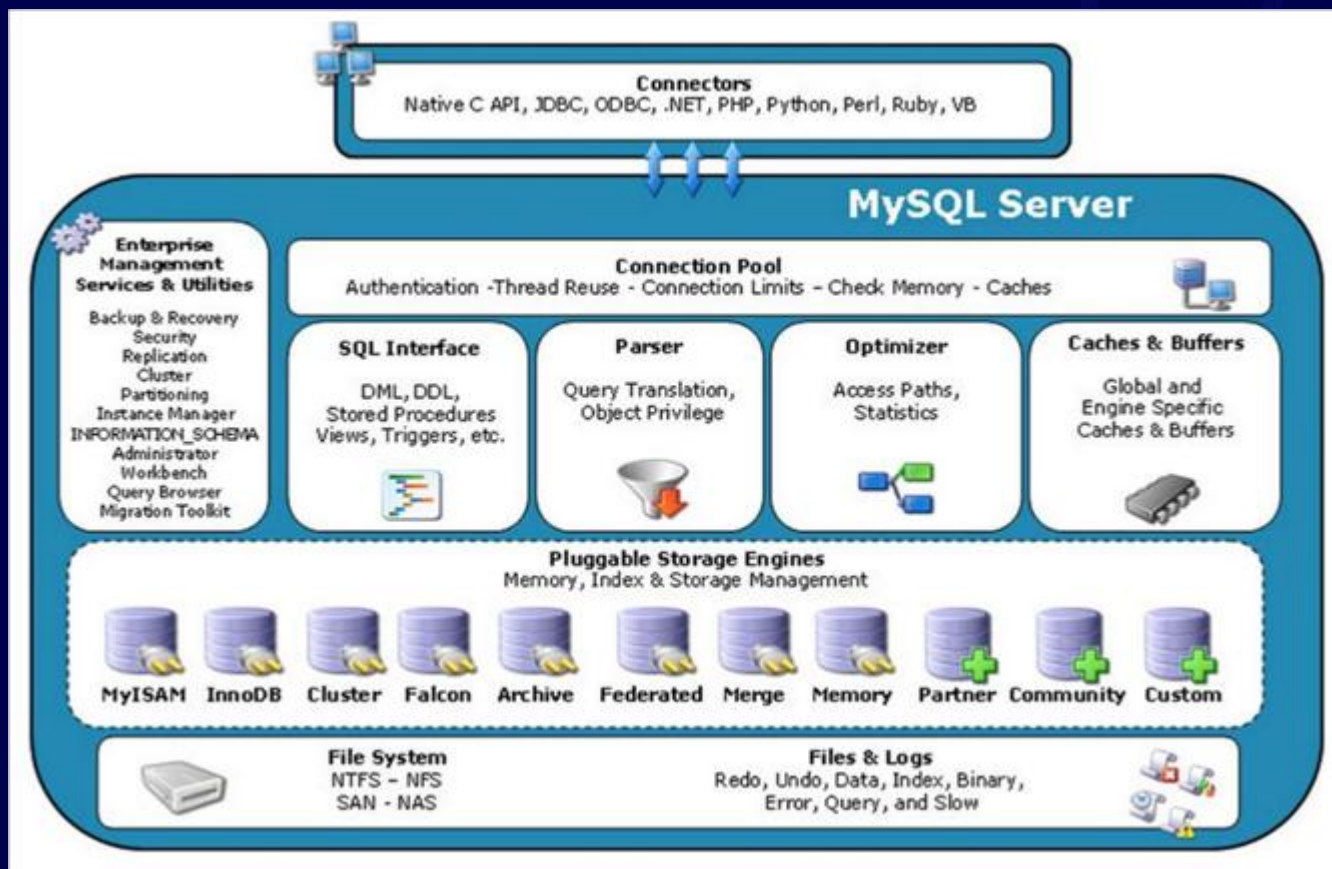 Connectors
Native C API, JDBC, ODBC, .NET, PHP, Python, Perl, Ruby, VB
MySQL Server
Enterprise
Management
Services & Utilities
Backup & Recovery
Security
Replication
Cluster
Partitioning
Instance Manager
INFORMATION_SCHEMA
Administrator
Workbench
Query Browser
Migration Toolkit
Connection Pool
Authentication -Thread Reuse - Connection Limits – Check Memory - Caches
SQL Interface
DML, DDL,
Stored Procedures
Views, Triggers, etc.
Parser
Query Translation,
Object Privilege
Optimizer
Access Paths,
Statistics
Caches & Buffers
Global and
Engine Specific
Caches & Buffers
Pluggable Storage Engines
Memory, Index & Storage Management
MyISAM InnoDB Cluster Falcon Archive Federated Merge Memory Partner Community Custom
File System
NTFS – NFS
SAN - NAS
Files & Logs
Redo, Undo, Data, Index, Binary,
Error, Query, and Slow